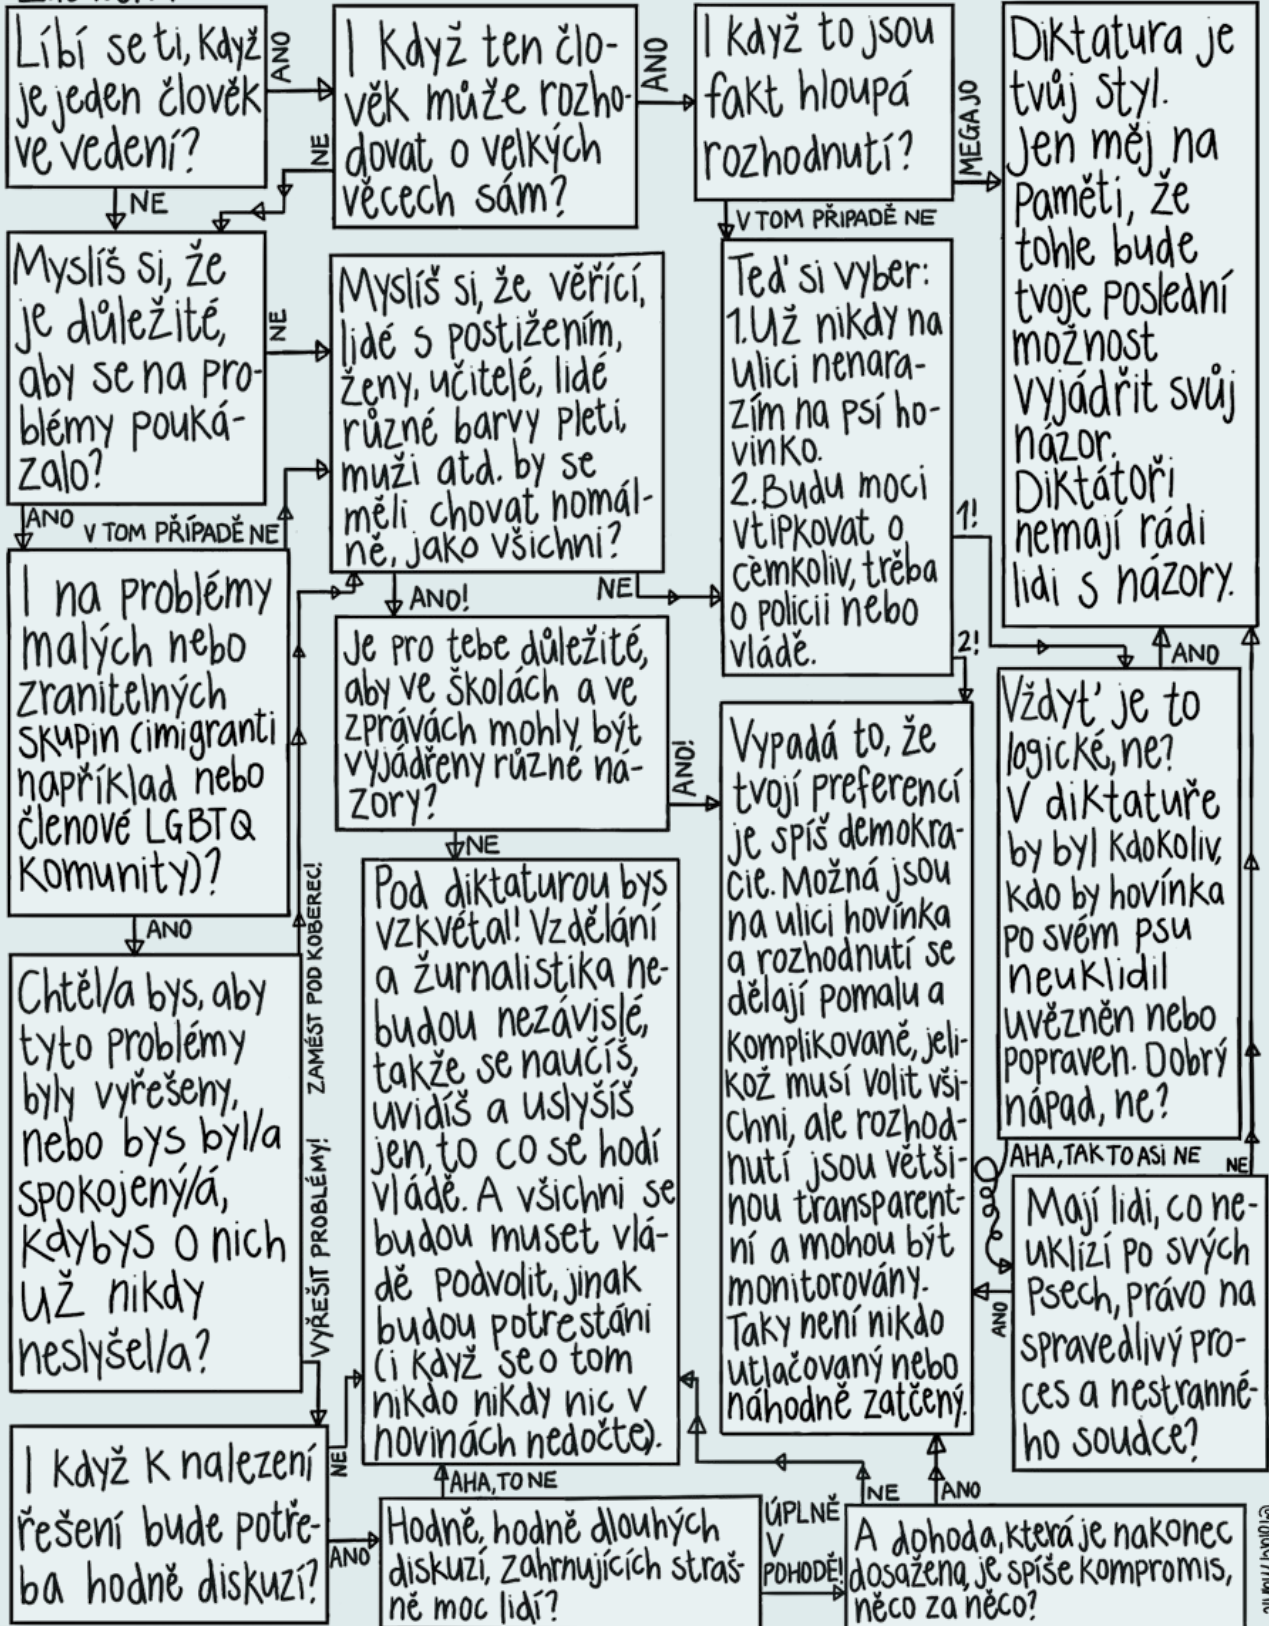 Líbí se ti, když
je jeden člověk
ve vedení?
ANO
NE
I když ten člo-
věk může rozho-
dovat o velkých
věcech sám?
ANO
NE
I když to jsou
fakt hloupá
rozhodnutí?
MEGA JO
V TOM PŘIPADĚ NE
Diktatura je
tvůj styl.
Jen měj na
paměti, že
tohle bude
tvoje poslední
možnost
vyjádřit svůj
názor.
Diktátoři
nemají rádi
lidi s názory.
Myslíš si, že
je důležité,
aby se na pro-
blémy pouká-
zalo?
NE
ANO
V TOM PŘÍPADĚ NE
Myslíš si, že věřící,
lidé s postižením,
ženy, učitelé, lidé
různé barvy pleti,
muži atd. by se
měli chovat nomál-
ně, jako všichni?
ANO!
NE
Teď si vyber:
1. Už nikdy na
ulici nenara-
zím na psí ho-
vinko.
2. Budu moci
vtipkovat o
čemkoliv, třeba
o policii nebo
vládě.
1!
2!
I na problémy
malých nebo
zranitelných
skupin (imigranti
například nebo
členové LGBTQ
komunity)?
ANO
Je pro tebe důležité,
aby ve školách a ve
zprávách mohly být
vyjádřeny různé ná-
zory?
ANO!
NE
Vždyť je to
logické, ne?
V diktatuře
by byl kdokoliv,
kdo by hovínka
po svém psu
neuklidil
uvězněn nebo
popraven. Dobrý
nápad, ne?
ANO
AHA, TAK TO ASI NE
Vypadá to, že
tvojí preferencí
je spíš demokra-
cie. Možná jsou
na ulici hovínka
a rozhodnutí se
dělají pomalu a
komplikovaně, jeli-
kož musí volit vši-
chni, ale rozhod-
nutí jsou větši-
nou transparent-
ní a mohou být
monitorovány.
Taky není nikdo
utlačovaný nebo
náhodně zatčený.
Chtěl/a bys, aby
tyto problémy
byly vyřešeny,
nebo bys byl/a
spokojený/á,
kdybys o nich
už nikdy
neslyšel/a?
ZAMÉST POD KOBEREC!
VYŘEŠIT PROBLÉMY!
Pod diktaturou bys
vzkvétal! Vzdělání
a žurnalistika ne-
budou nezávislé,
takže se naučíš,
uvidíš a uslyšíš
jen, to co se hodí
vládě. A všichni se
budou muset vlá-
dě podvolit, jinak
budou potrestáni
(i když se o tom
nikdo nikdy nic v
novinách nedočte).
Mají lidi, co ne-
uklízí po svých
psech, právo na
spravedlivý pro-
ces a nestranné-
ho soudce?
NE
ANO
I když k nalezení
řešení bude potře-
ba hodně diskuzí?
NE
ANO
Hodně, hodně dlouhých
diskuzí, zahrnujících straš-
ně moc lidí?
AHA, TO NE
ÚPLNĚ
V
POHODĚ!
A dohoda, která je nakonec
dosažena, je spíše kompromis,
něco za něco?
NE
ANO